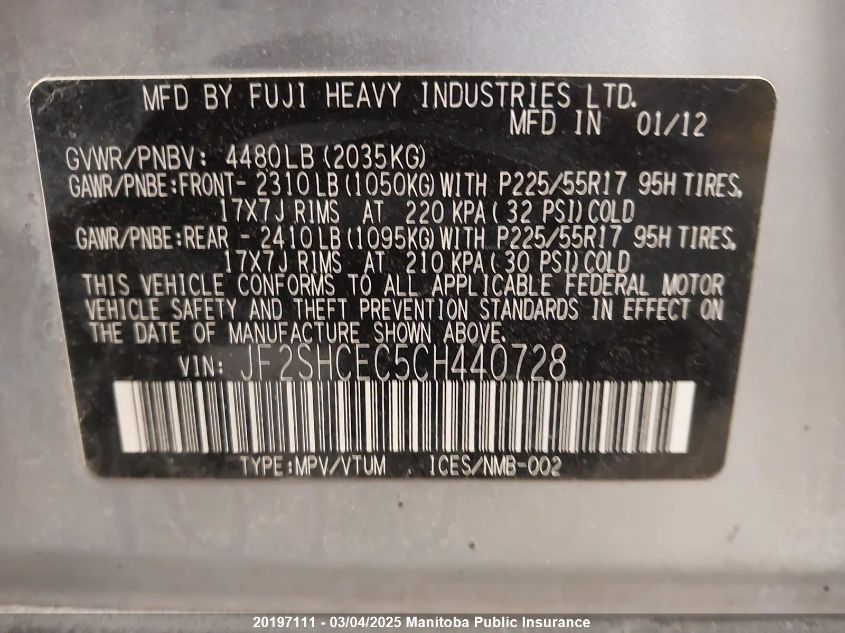 MFD BY FUJI HEAVY INDUSTRIES LTD.
MFD IN 01/12
GVWR/PNBV: 4480LB(2035KG)
GAWR/PNBE:FRONT-2310LB(1050KG)WITH P225/55R17 95H TIRES,
17X7J RIMS AT 220 KPA(32 PSI)COLD
GAWR/PNBE:REAR -2410LB(1095KG)WITH P225/55R17 95H TIRES,
17X7J RIMS AT 210 KPA(30 PSI)COLD
THIS VEHICLE CONFORMS TO ALL APPLICABLE FEDERAL MOTOR
VEHICLE SAFETY AND THEFT PREVENTION STANDARDS IN EFFECT ON
THE DATE OF MANUFACTURE SHOWN ABOVE.
VIN: JF2SHCEC5CH440728
TYPE:MPV/VTUM . ICES/NMB-002
20197111 - 03/04/2025 Manitoba Public Insurance